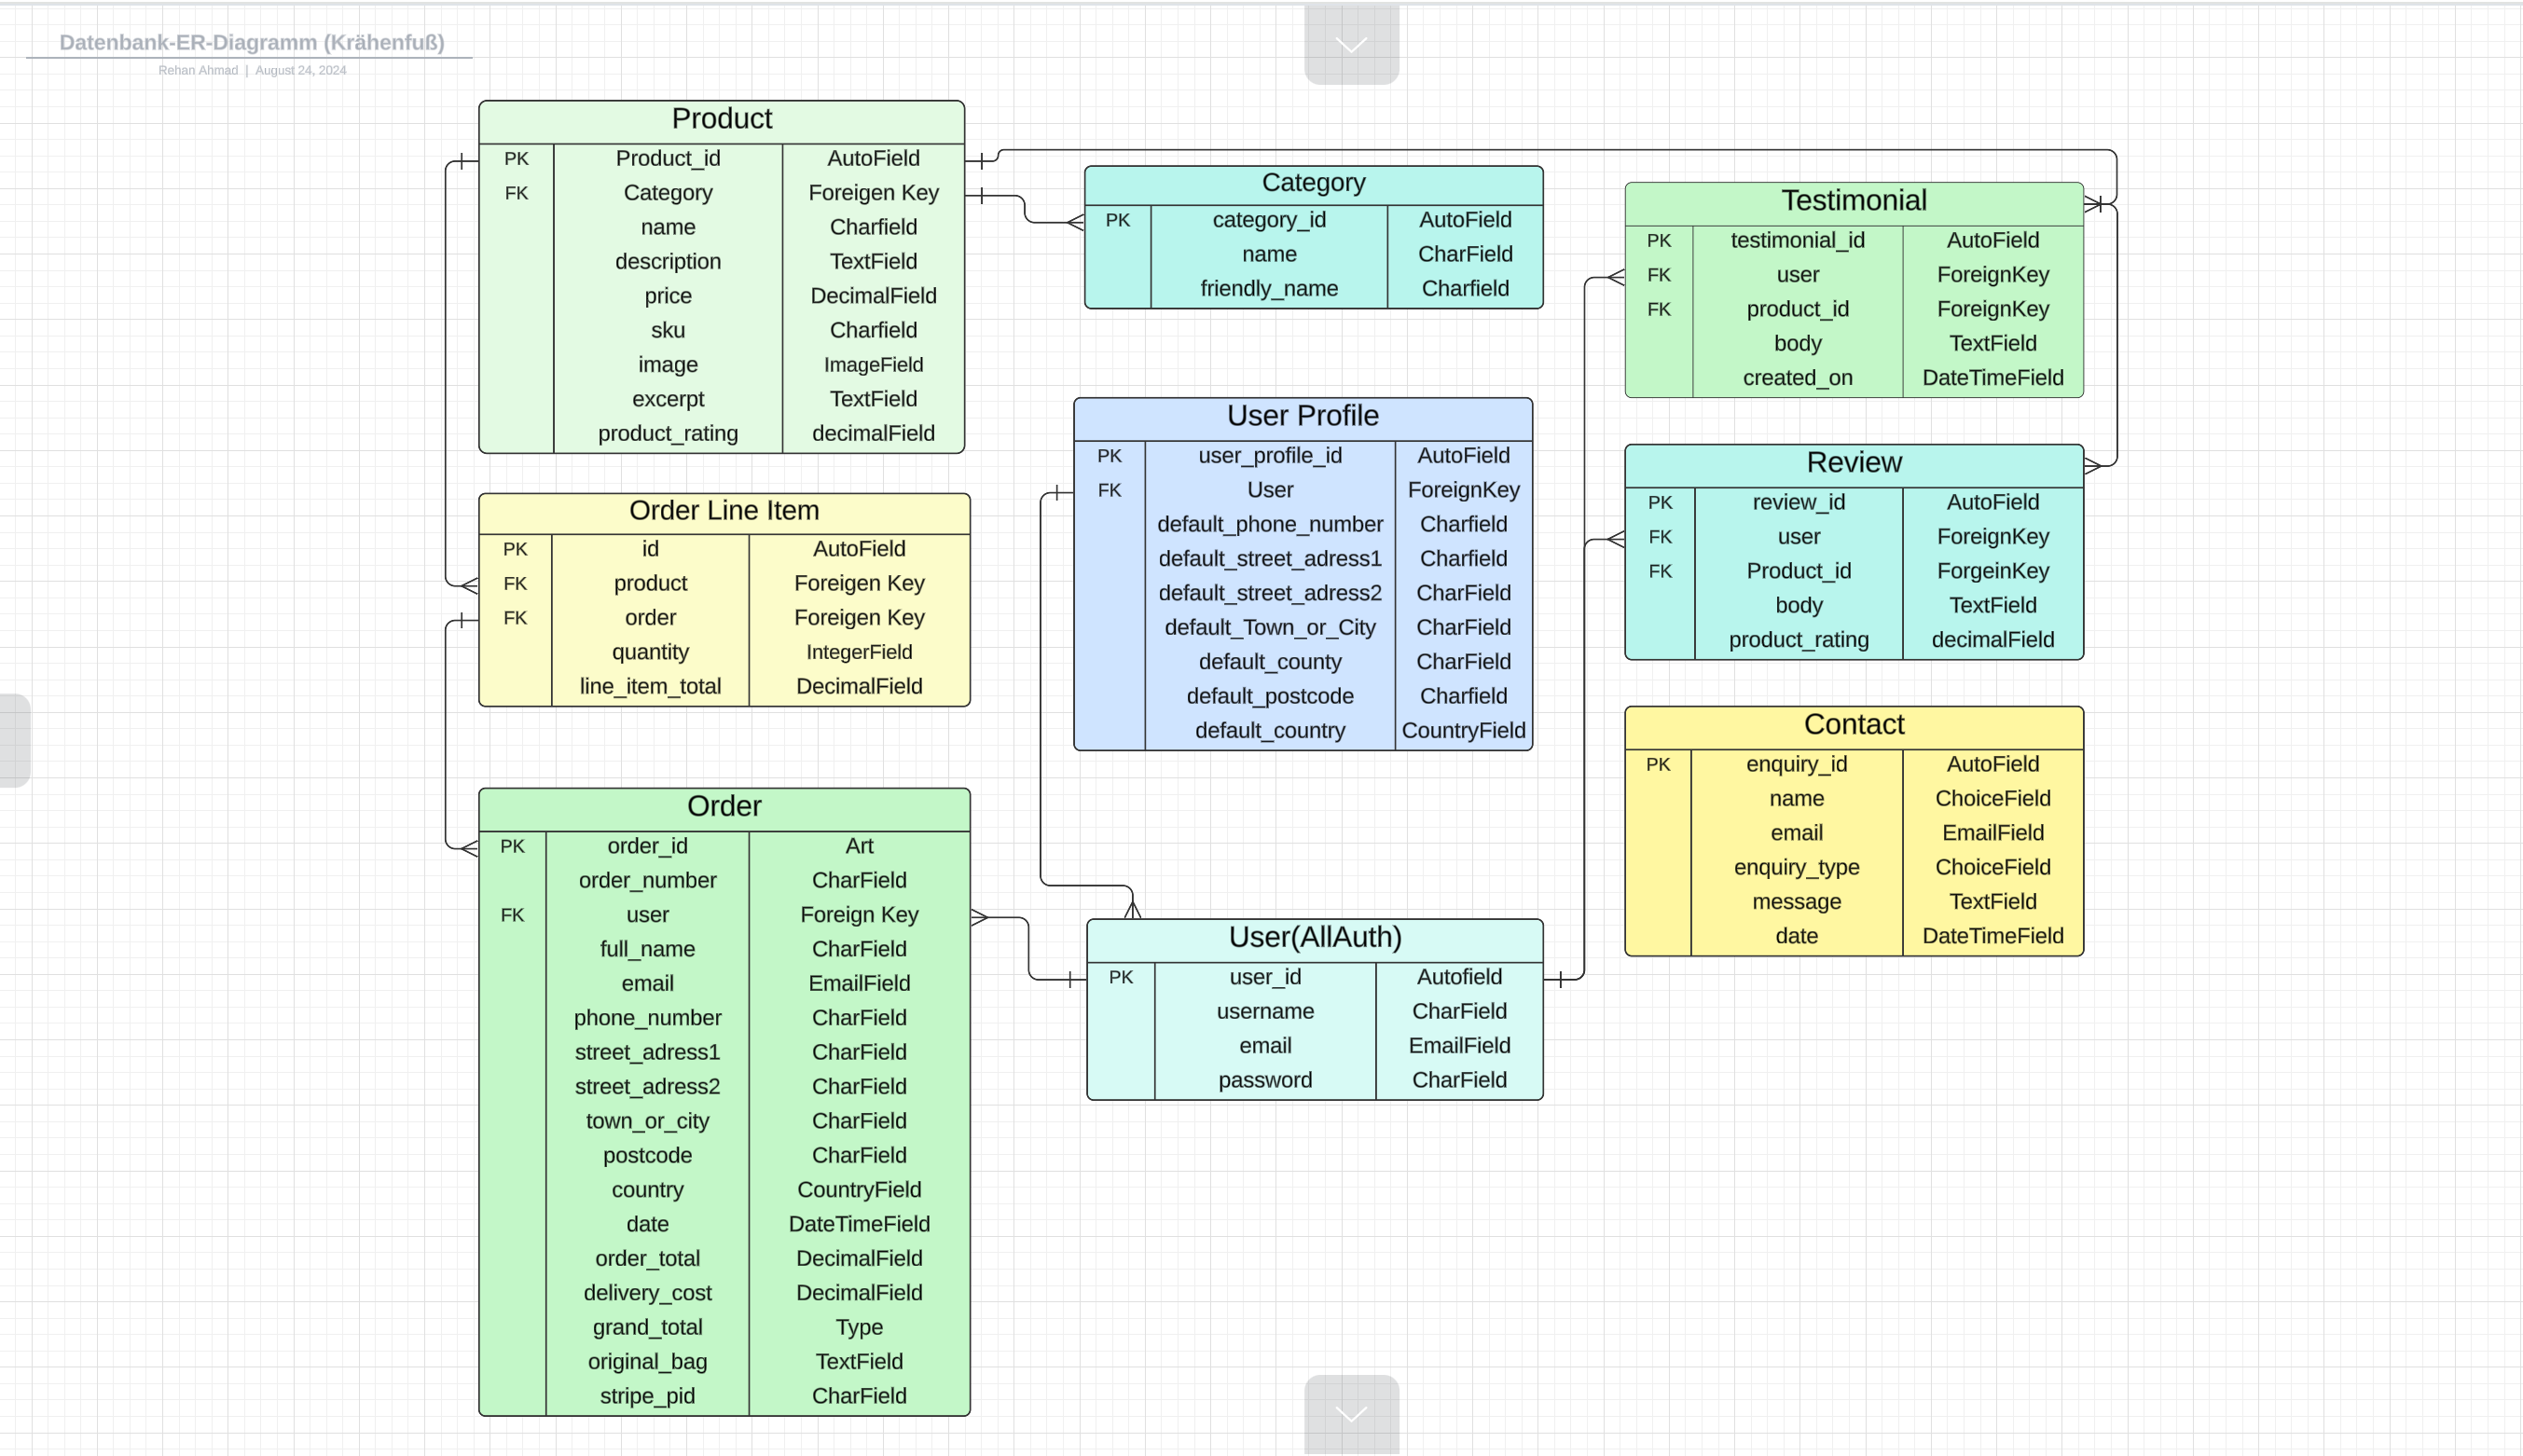 Datenbank-ER-Diagramm (Krähenfuß)
Rehan Ahmad | August 24, 2024
Product
PK Product_id AutoField
FK Category Foreigen Key
name Charfield
description TextField
price DecimalField
sku Charfield
image ImageField
excerpt TextField
product_rating decimalField
Category
PK category_id AutoField
name CharField
friendly_name Charfield
Testimonial
PK testimonial_id AutoField
FK user ForeignKey
FK product_id ForeignKey
body TextField
created_on DateTimeField
User Profile
PK user_profile_id AutoField
FK User ForeignKey
default_phone_number Charfield
default_street_adress1 Charfield
default_street_adress2 CharField
default_Town_or_City CharField
default_county CharField
default_postcode Charfield
default_country CountryField
Review
PK review_id AutoField
FK user ForeignKey
FK Product_id ForgeinKey
body TextField
product_rating decimalField
Order Line Item
PK id AutoField
FK product Foreigen Key
FK order Foreigen Key
quantity IntegerField
line_item_total DecimalField
Contact
PK enquiry_id AutoField
name ChoiceField
email EmailField
enquiry_type ChoiceField
message TextField
date DateTimeField
Order
PK order_id Art
order_number CharField
FK user Foreign Key
full_name CharField
email EmailField
phone_number CharField
street_adress1 CharField
street_adress2 CharField
town_or_city CharField
postcode CharField
country CountryField
date DateTimeField
order_total DecimalField
delivery_cost DecimalField
grand_total Type
original_bag TextField
stripe_pid CharField
User(AllAuth)
PK user_id Autofield
username CharField
email EmailField
password CharField